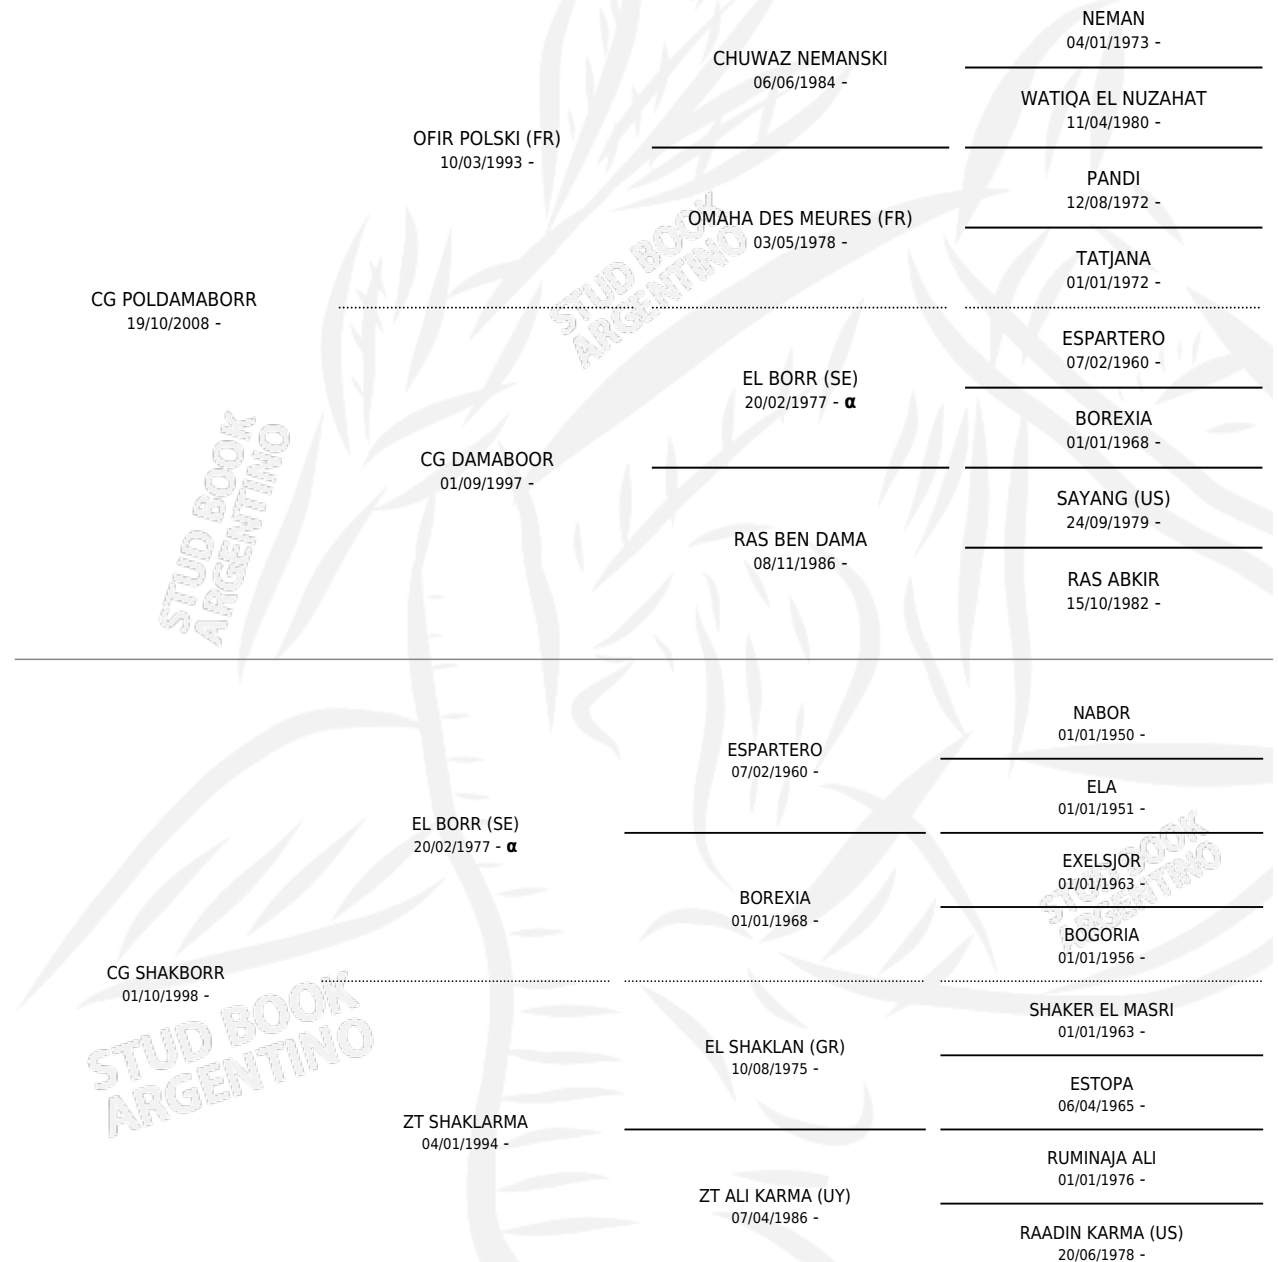 NEMAN
04/01/1973 -
CHUWAZ NEMANSKI
06/06/1984 -
WATIQA EL NUZAHAT
11/04/1980 -
OFIR POLSKI (FR)
10/03/1993 -
PANDI
12/08/1972 -
OMAHA DES MEURES (FR)
03/05/1978 -
TATJANA
01/01/1972 -
CG POLDAMABORR
19/10/2008 -
ESPARTERO
07/02/1960 -
EL BORR (SE)
20/02/1977 - α
BOREXIA
01/01/1968 -
CG DAMABOOR
01/09/1997 -
SAYANG (US)
24/09/1979 -
RAS BEN DAMA
08/11/1986 -
RAS ABKIR
15/10/1982 -
STUD BOOK
ARGENTINO
STUD BOOK
ARGENTINO
NABOR
01/01/1950 -
ESPARTERO
07/02/1960 -
ELA
01/01/1951 -
EL BORR (SE)
20/02/1977 - α
EXELSJOR
01/01/1963 -
BOREXIA
01/01/1968 -
BOGORIA
01/01/1956 -
CG SHAKBORR
01/10/1998 -
SHAKER EL MASRI
01/01/1963 -
EL SHAKLAN (GR)
10/08/1975 -
ESTOPA
06/04/1965 -
ZT SHAKLARMA
04/01/1994 -
RUMINAJA ALI
01/01/1976 -
ZT ALI KARMA (UY)
07/04/1986 -
RAADIN KARMA (US)
20/06/1978 -
STUD BOOK
ARGENTINO
STUD BOOK
ARGENTINO